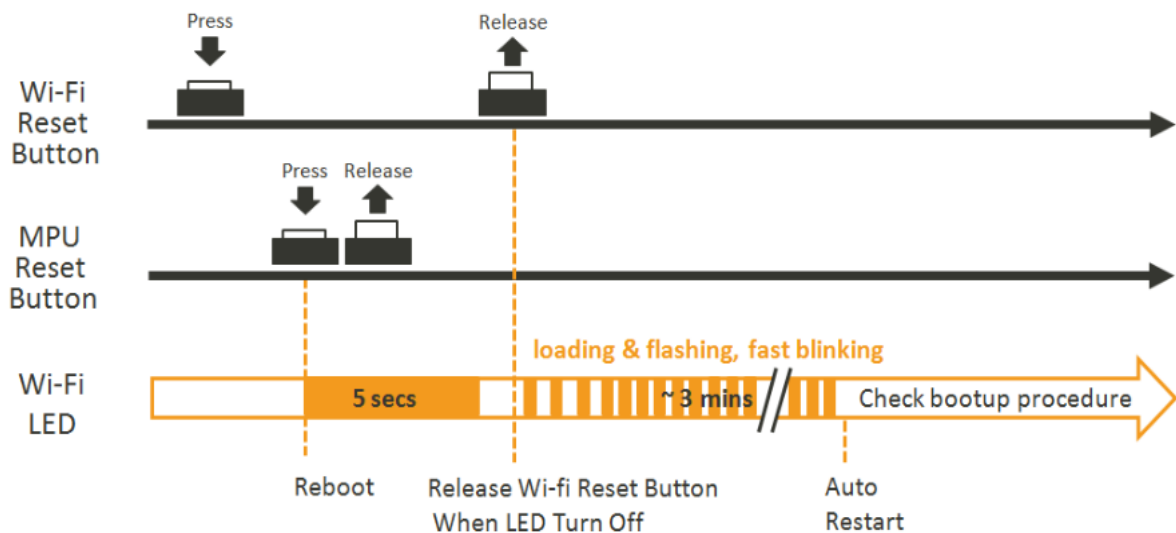 Press
Release
Wi-Fi
Reset
Button
Press
Release
MPU
Reset
Button
loading & flashing, fast blinking
Wi-Fi
LED
5 secs
~ 3 mins
Check bootup procedure
Reboot
Release Wi-fi Reset Button
When LED Turn Off
Auto
Restart